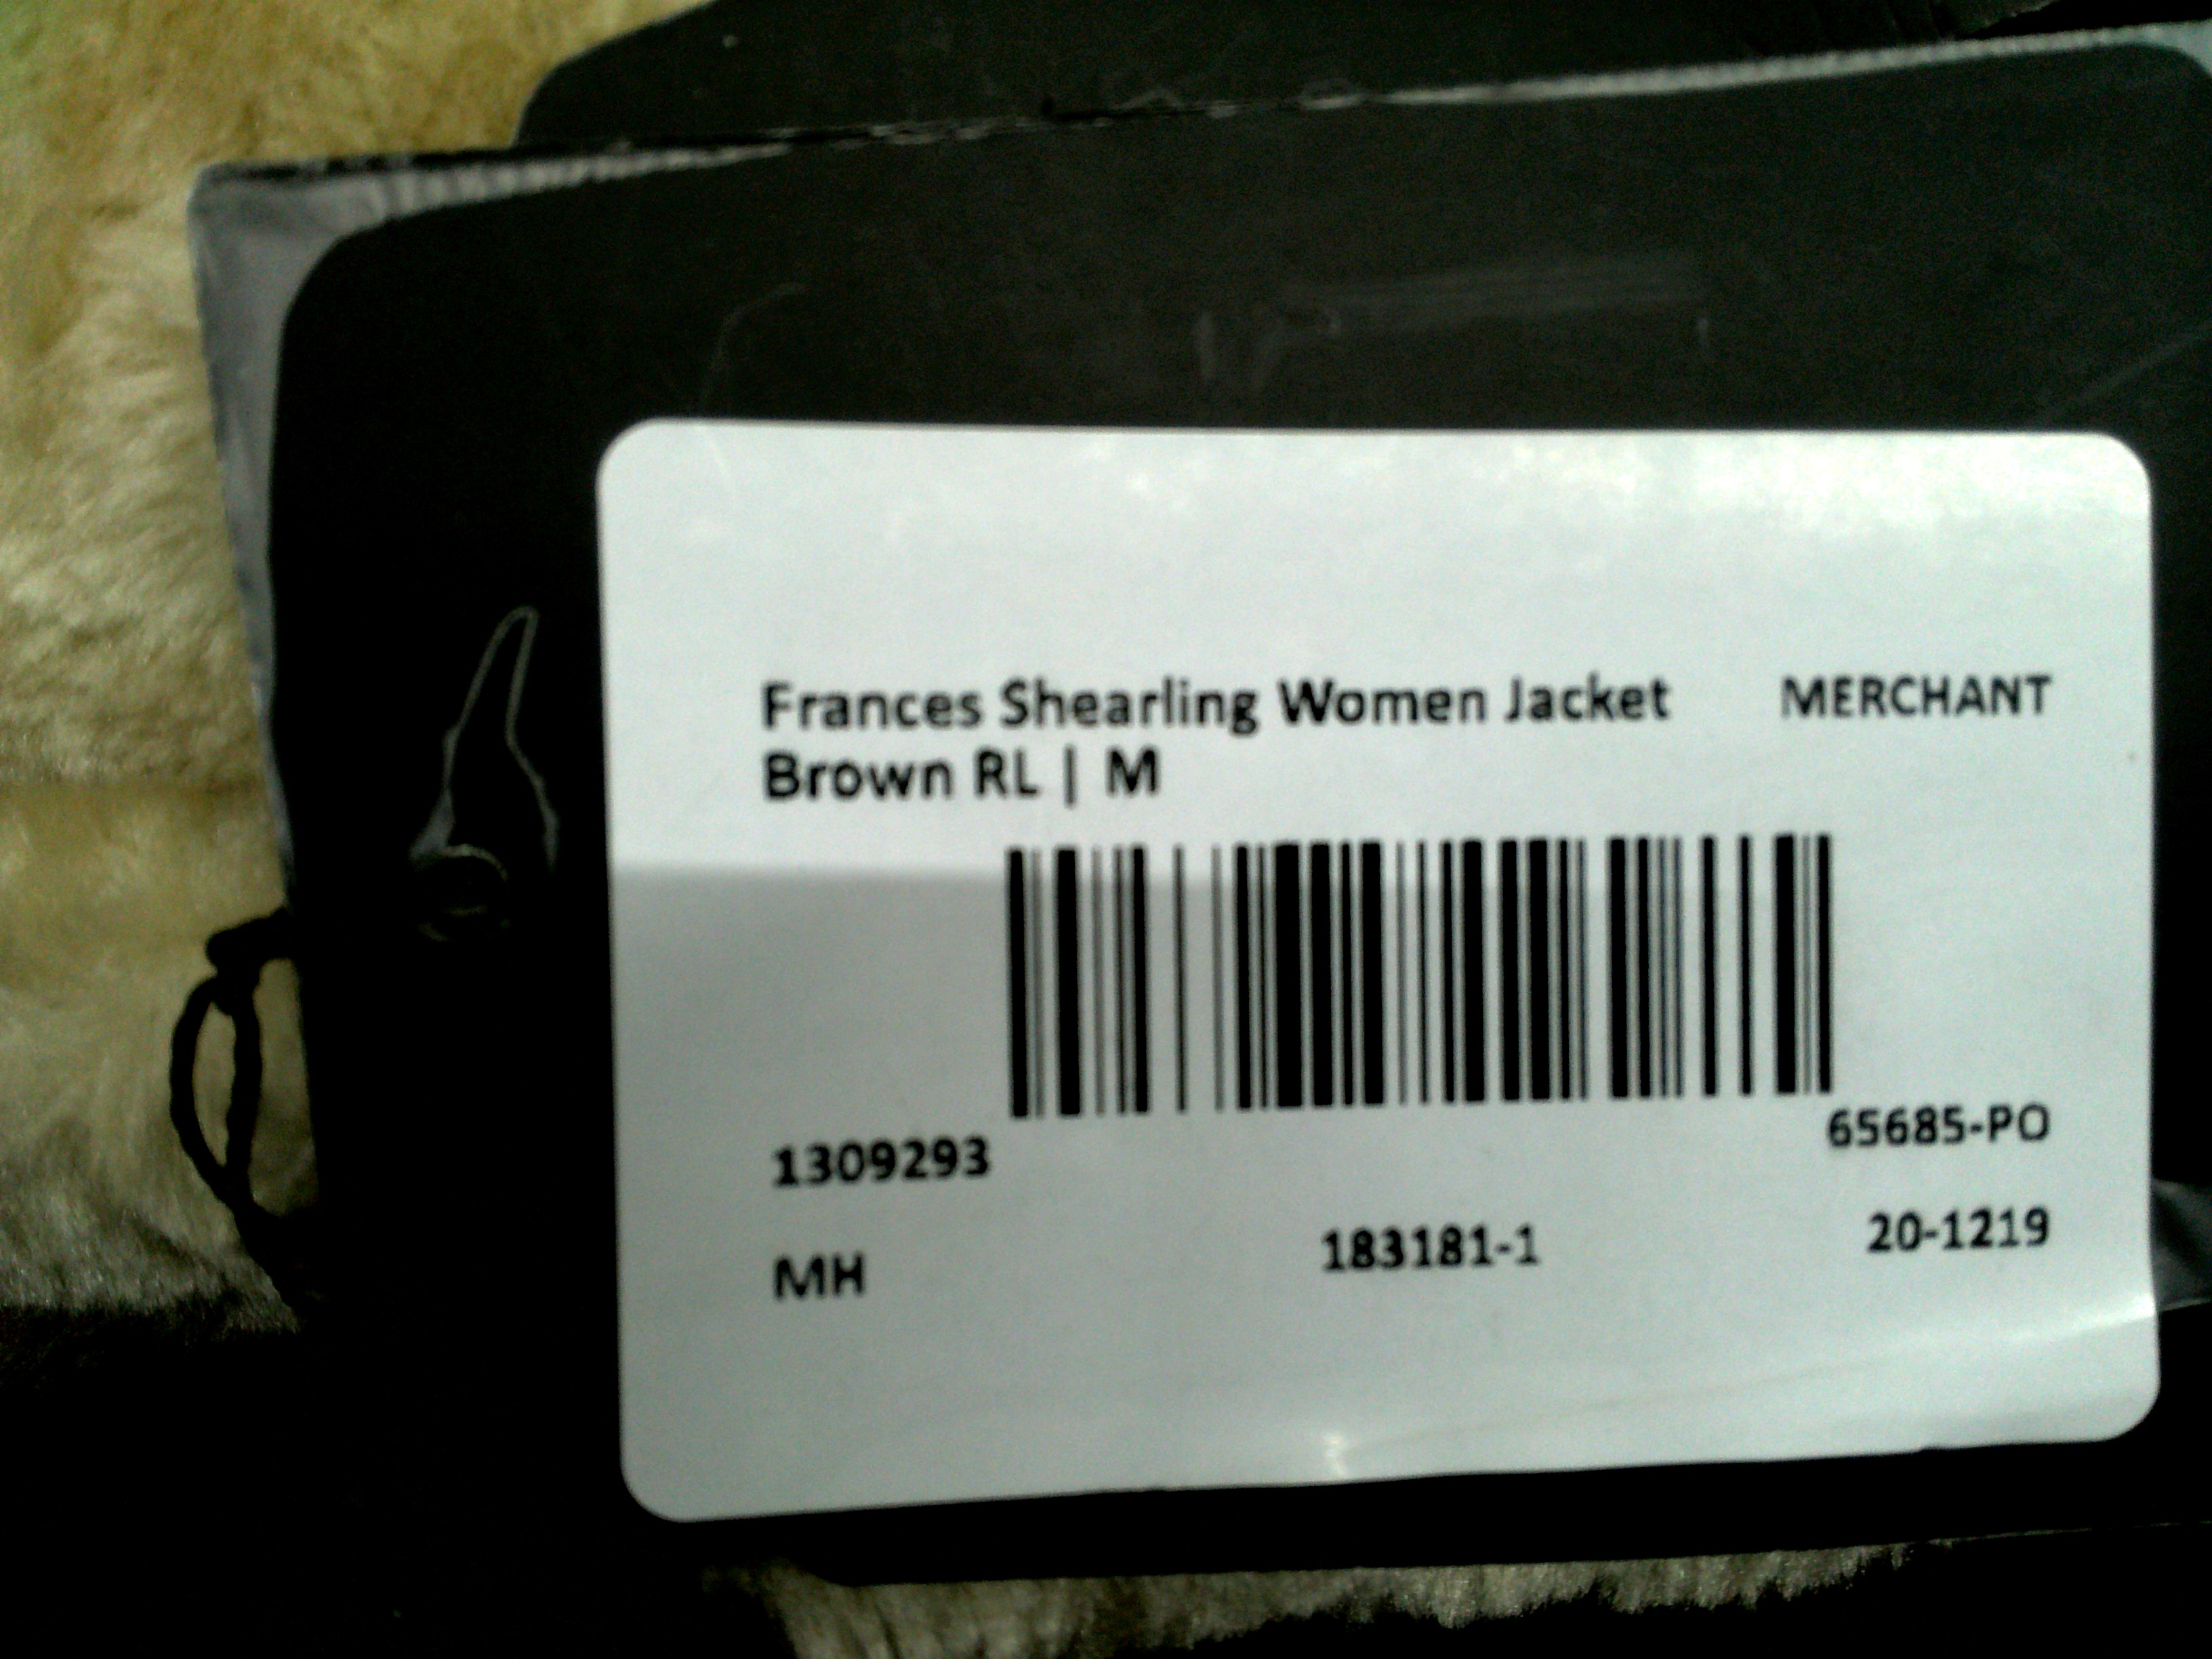 Frances Shearling Women Jacket MERCHANT
Brown RL | M
65685-PO
1309293
183181-1 20-1219
MH